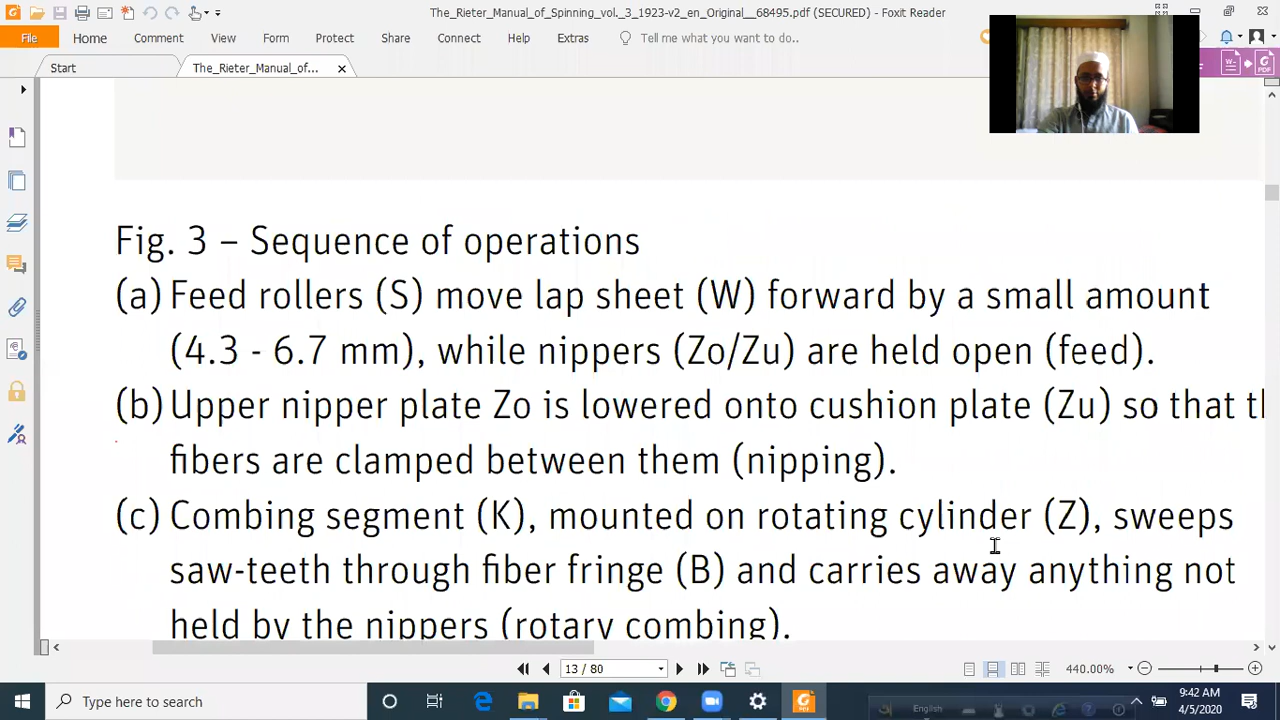 The_Rieter_Manual_of_Spinning_vol._3_1923-v2_en_Original__68495.pdf (SECURED) - Foxit Reader
File Home Comment View Form Protect Share Connect Help Extras Tell me what you want to do..
Start The_Rieter_Manual_of...
Fig. 3 – Sequence of operations
(a) Feed rollers (S) move lap sheet (W) forward by a small amount
(4.3 - 6.7 mm), while nippers (Zo/Zu) are held open (feed).
(b) Upper nipper plate Zo is lowered onto cushion plate (Zu) so that
fibers are clamped between them (nipping).
(c) Combing segment (K), mounted on rotating cylinder (Z), sweeps
saw-teeth through fiber fringe (B) and carries away anything not
held by the nippers (rotary combing).
13 / 80 440.00%
Type here to search
English
9:42 AM
4/5/2020